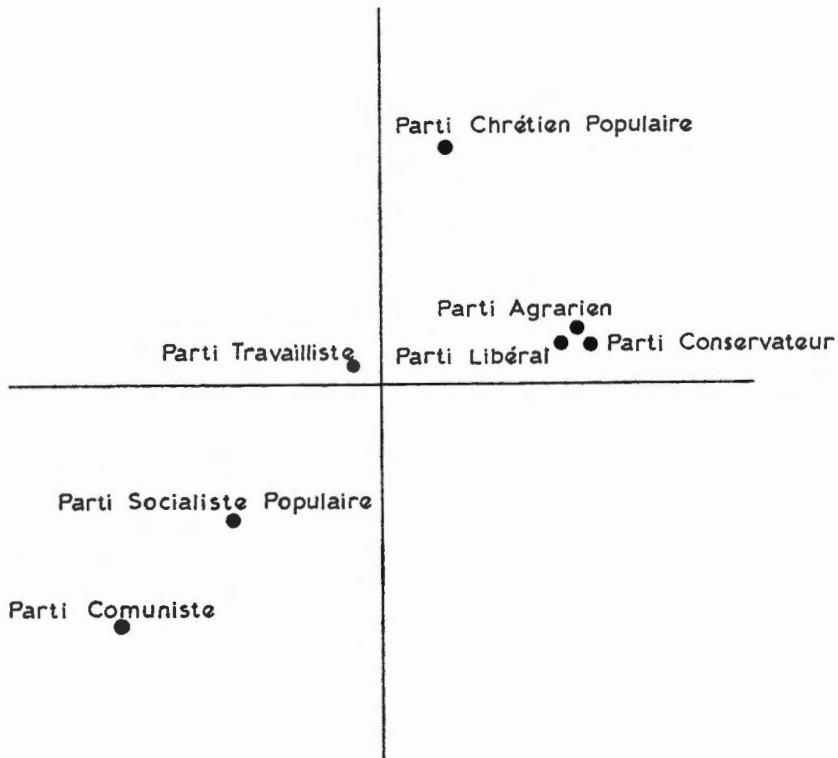 Parti Chrétien Populaire
Parti Agrarien
Parti Travailliste
Parti Libéral
Parti Conservateur
Parti Socialiste Populaire
Parti Comuniste